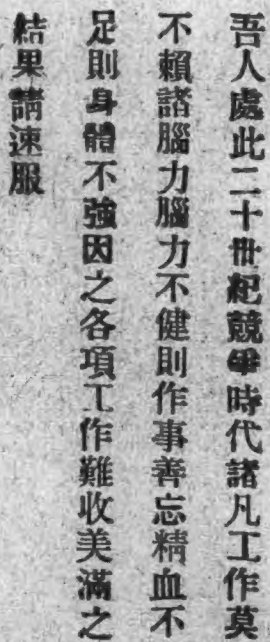 吾人處此二十世紀競爭時代諸凡工作莫
不賴諸腦力腦力不健則作事善忘精血不
足則身體不強因之各項工作難收美滿之
結果請速服